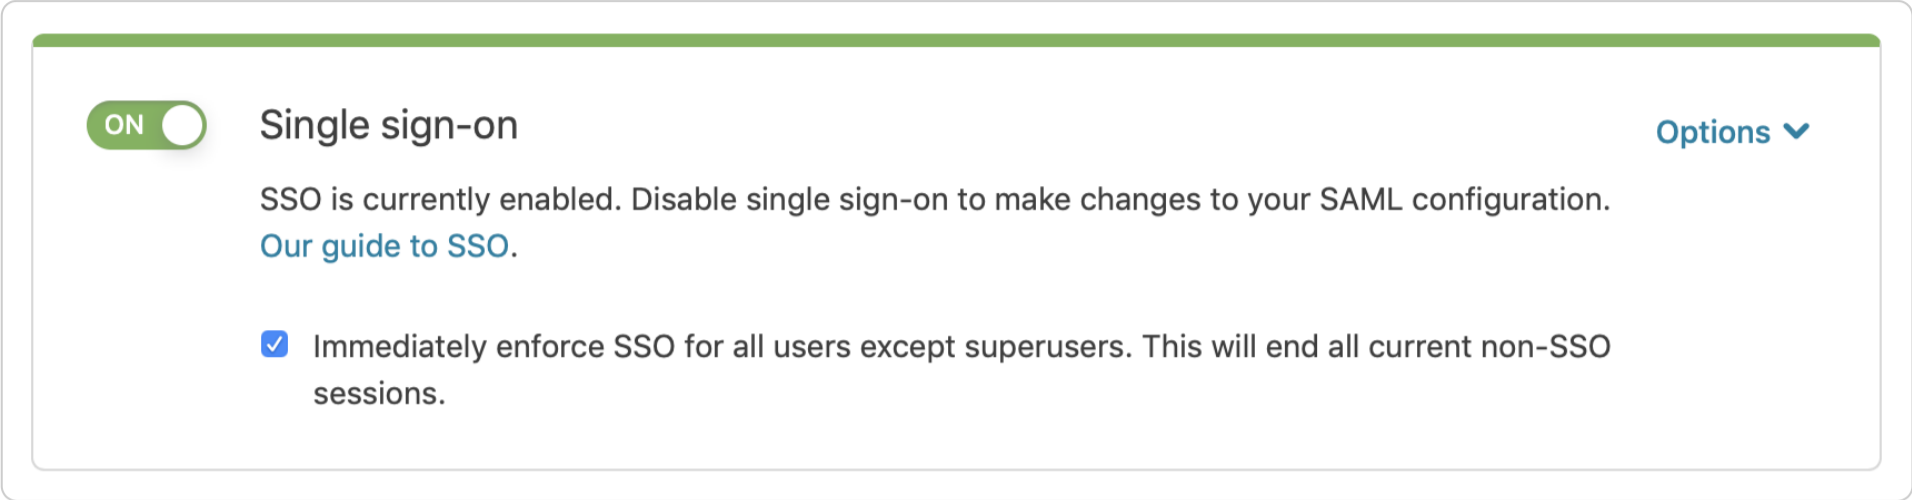 ON
Single sign-on
Options
SSO is currently enabled. Disable single sign-on to make changes to your SAML configuration.
Our guide to SSO.
Immediately enforce SSO for all users except superusers. This will end all current non-SSO
sessions.